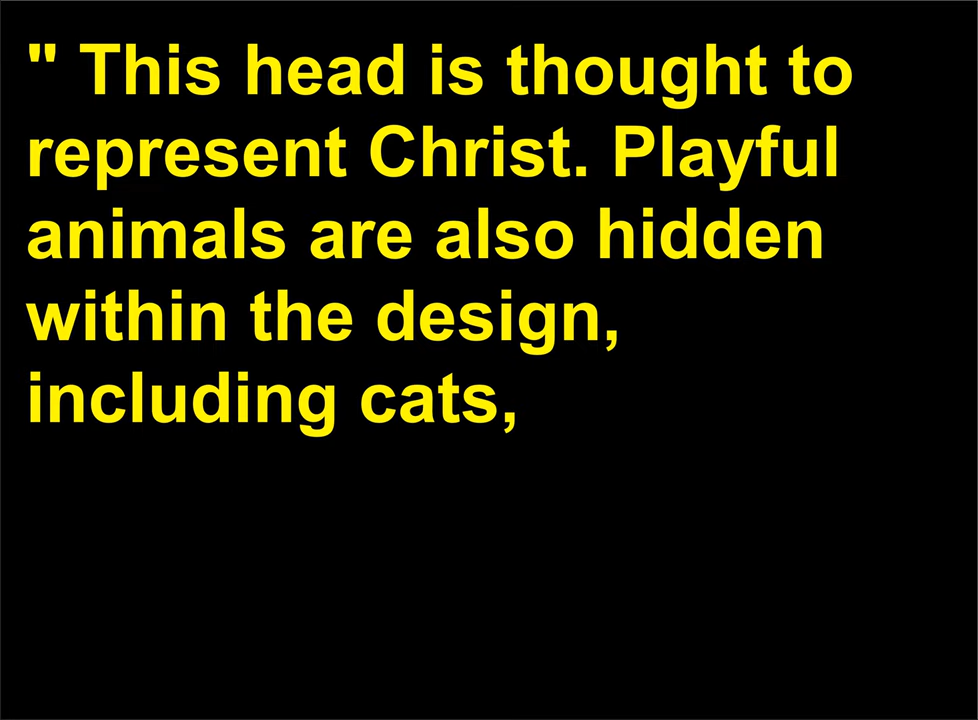 " This head is thought to
represent Christ. Playful
animals are also hidden
within the design,
including cats,